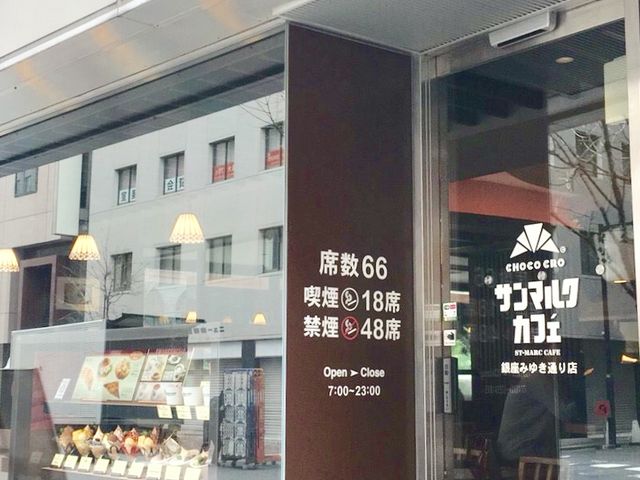 席数66
喫煙 18席
禁煙 48席
Open ➤ Close
7:00~23:00
CHOCO CRO
®
サンマルク
カフェ
ST-MARC CAFE
銀座みゆき通り店